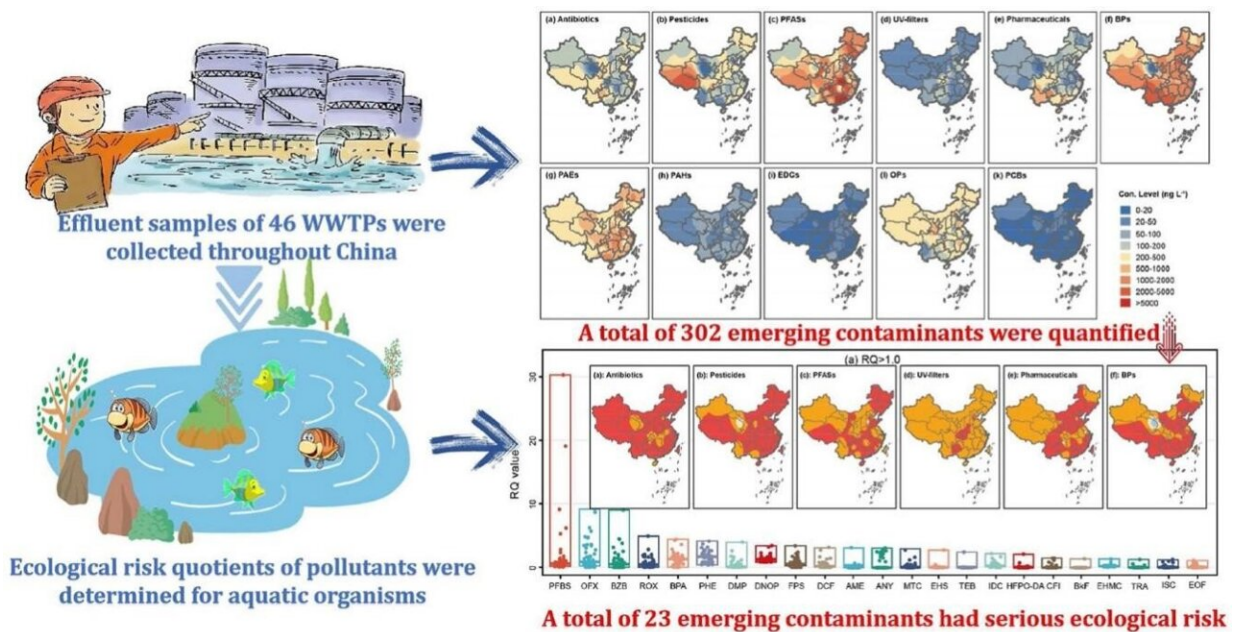 (a) Antibiotics
(b) Pesticides
(c) PFASs
(d) UV-filters
(e) Pharmaceuticals
(f) BPs
(g) PAEs
(h) PAHs
(i) EDCs
(l) OPs
(k) PCBs
Con. Level (ng L⁻¹)
0-20
20-50
50-100
100-200
200-500
500-1000
1000-2000
2000-5000
>5000
Effluent samples of 46 WWTPs were
collected throughout China
A total of 302 emerging contaminants were quantified
(a) RQ>1.0
(a): Antibiotics
(b): Pesticides
(c): PFASs
(d): UV-filters
(e): Pharmaceuticals
(f): BPs
RQ value
30
20
10
0
PFBS OFX BZB ROX BPA PHE DMP DNOP FPS DCF AME ANY MTC EHS TEB IDC HFPO-DA CFI BkF EHMC TRA ISC EOF
Ecological risk quotients of pollutants were
determined for aquatic organisms
A total of 23 emerging contaminants had serious ecological risk